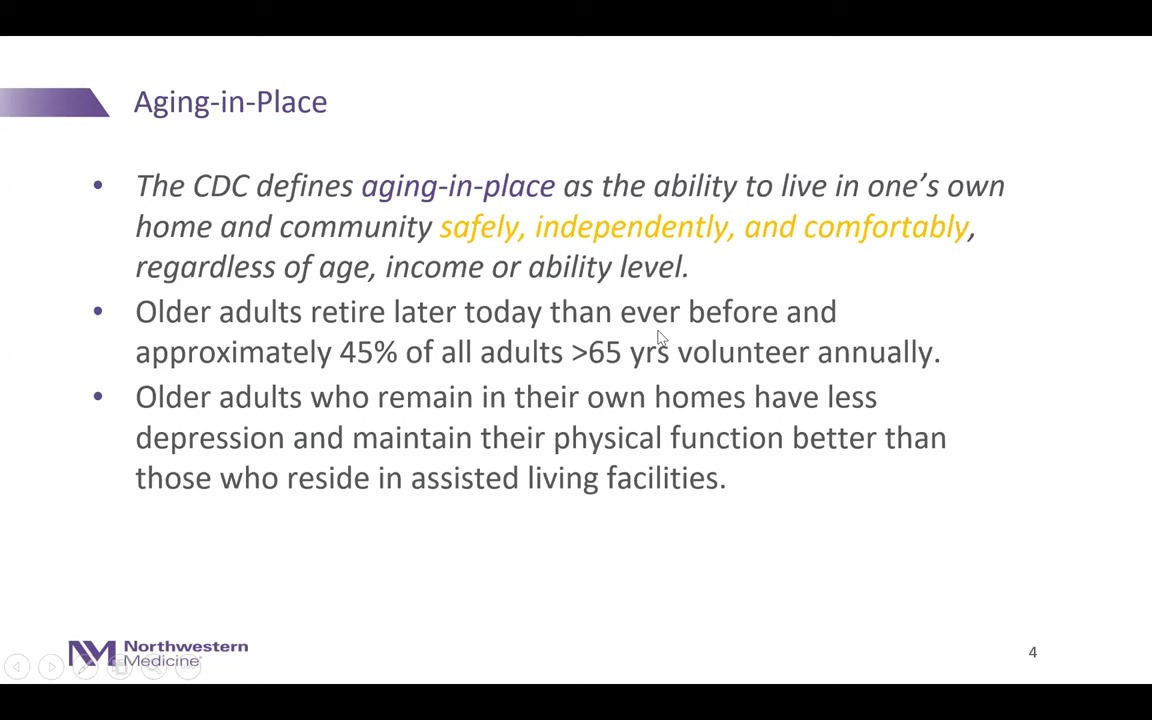 Aging-in-Place
• The CDC defines aging-in-place as the ability to live in one’s own
home and community safely, independently, and comfortably,
regardless of age, income or ability level.
• Older adults retire later today than ever before and
approximately 45% of all adults >65 yrs volunteer annually.
• Older adults who remain in their own homes have less
depression and maintain their physical function better than
those who reside in assisted living facilities.
NM Northwestern
Medicine®
4